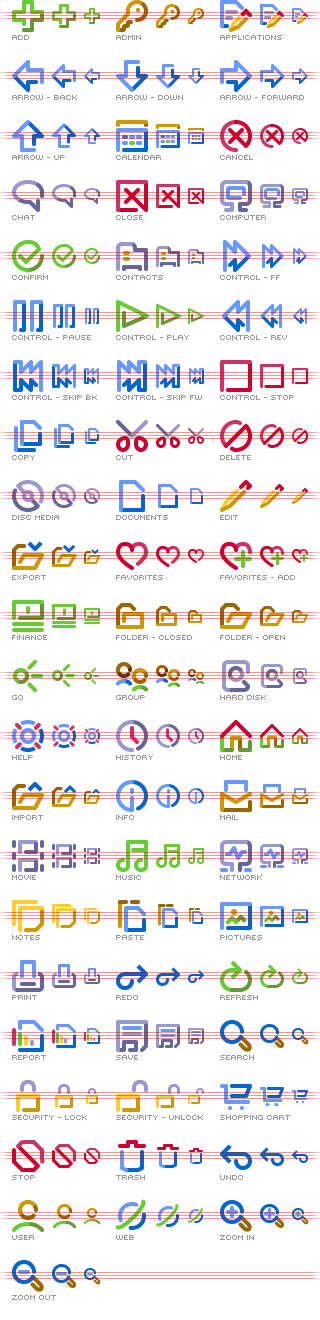 ADD ADMIN APPLICATIONS
ARROW - BACK ARROW - DOWN ARROW - FORWARD
ARROW - UP CALENDAR CANCEL
CHAT CLOSE COMPUTER
CONFIRM CONTACTS CONTROL - FF
CONTROL - PAUSE CONTROL - PLAY CONTROL - REV
CONTROL - SKIP BK CONTROL - SKIP FW CONTROL - STOP
COPY CUT DELETE
DISC MEDIA DOCUMENTS EDIT
EXPORT FAVORITES FAVORITES - ADD
FINANCE FOLDER - CLOSED FOLDER - OPEN
GO GROUP HARD DISK
HELP HISTORY HOME
IMPORT INFO MAIL
MOVIE MUSIC NETWORK
NOTES PASTE PICTURES
PRINT REDO REFRESH
REPORT SAVE SEARCH
SECURITY - LOCK SECURITY - UNLOCK SHOPPING CART
STOP TRASH UNDO
USER WEB ZOOM IN
ZOOM OUT